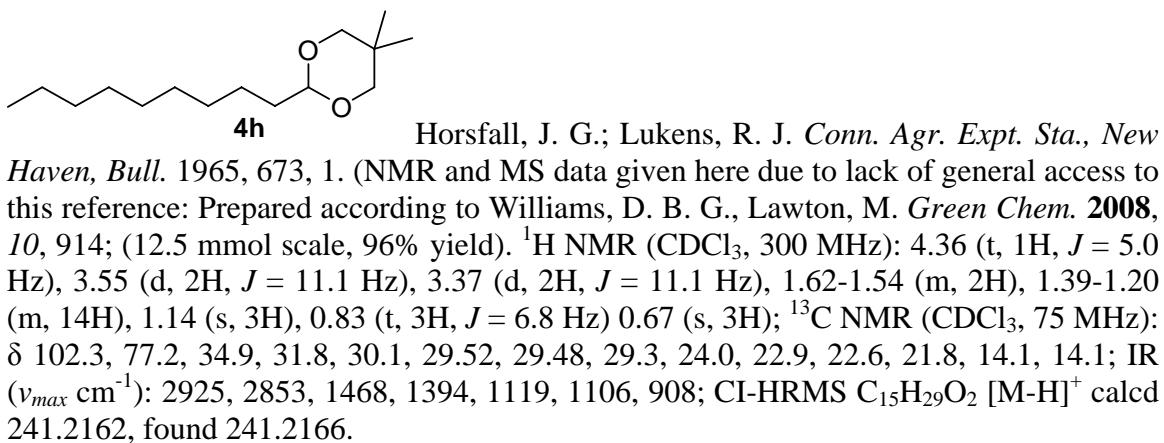 O
O
4h
Horsfall, J. G.; Lukens, R. J. Conn. Agr. Expt. Sta., New
Haven, Bull. 1965, 673, 1. (NMR and MS data given here due to lack of general access to
this reference: Prepared according to Williams, D. B. G., Lawton, M. Green Chem. 2008,
10, 914; (12.5 mmol scale, 96% yield). ¹H NMR (CDCl₃, 300 MHz): 4.36 (t, 1H, J = 5.0
Hz), 3.55 (d, 2H, J = 11.1 Hz), 3.37 (d, 2H, J = 11.1 Hz), 1.62-1.54 (m, 2H), 1.39-1.20
(m, 14H), 1.14 (s, 3H), 0.83 (t, 3H, J = 6.8 Hz) 0.67 (s, 3H); ¹³C NMR (CDCl₃, 75 MHz):
δ 102.3, 77.2, 34.9, 31.8, 30.1, 29.52, 29.48, 29.3, 24.0, 22.9, 22.6, 21.8, 14.1, 14.1; IR
(νmax cm⁻¹): 2925, 2853, 1468, 1394, 1119, 1106, 908; CI-HRMS C₁₅H₂₉O₂ [M-H]⁺ calcd
241.2162, found 241.2166.